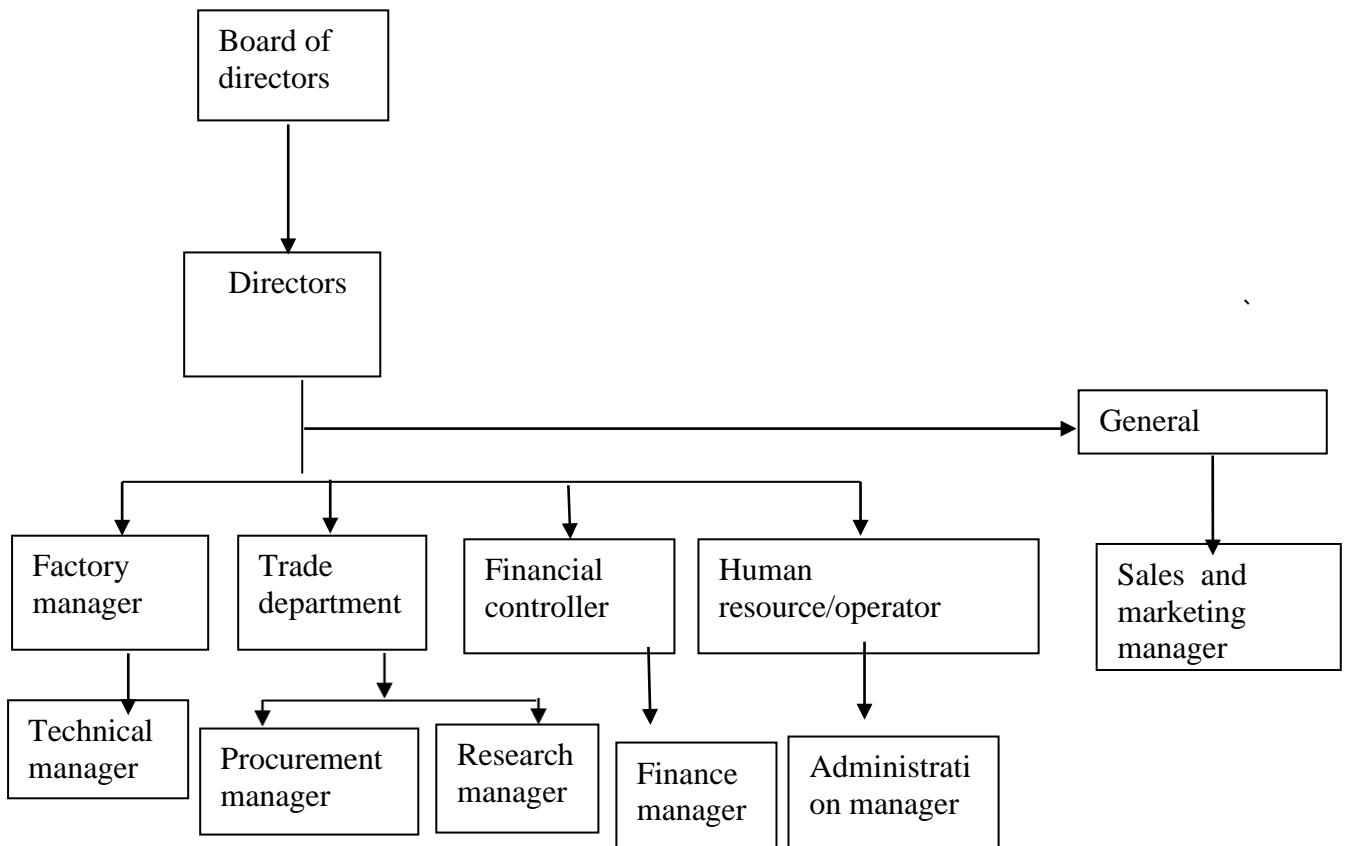 Board of
directors
Directors
`
General
Factory
manager
Trade
department
Financial
controller
Human
resource/operator
Sales and
marketing
manager
Technical
manager
Procurement
manager
Research
manager
Finance
manager
Administrati
on manager